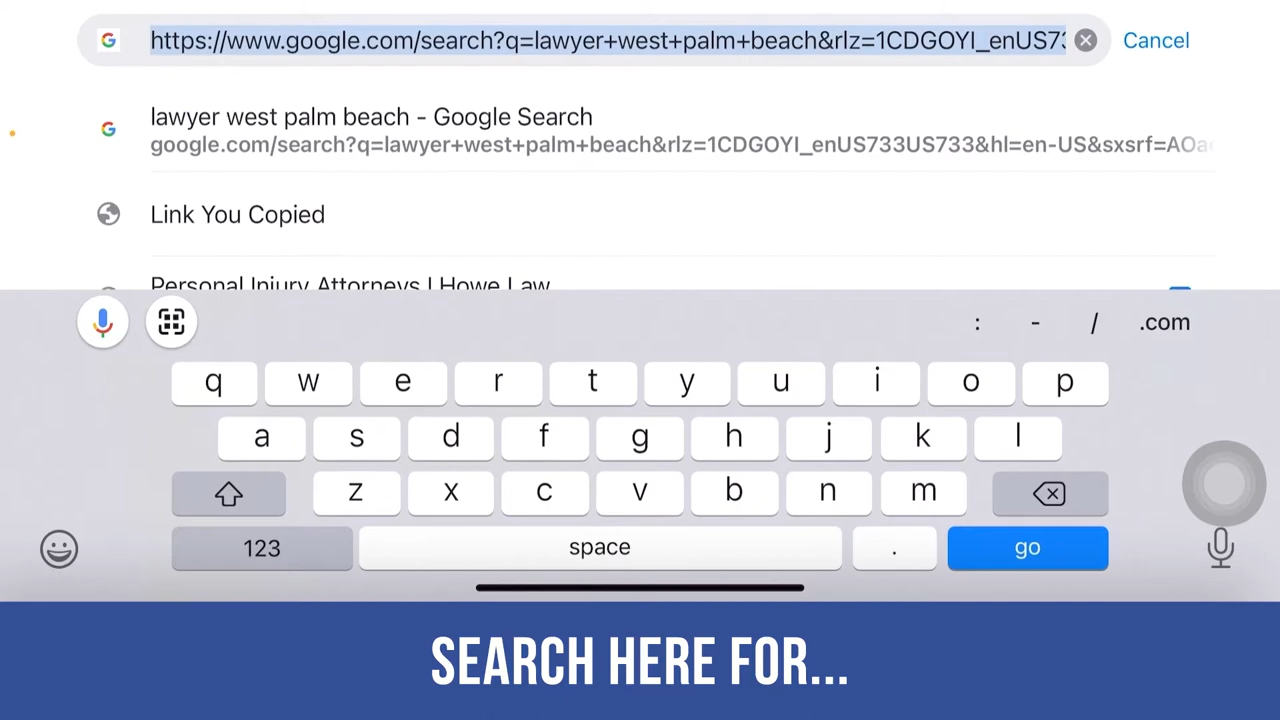 https://www.google.com/search?q=lawyer+west+palm+beach&rlz=1CDGOYI_enUS73
Cancel
lawyer west palm beach - Google Search
google.com/search?q=lawyer+west+palm+beach&rlz=1CDGOYI_enUS733US733&hl=en-US&sxsrf=AOa
Link You Copied
Personal Injury Attorneys | Howe Law
: - / .com
q w e r t y u i o p
a s d f g h j k l
z x c v b n m
123 space . go
SEARCH HERE FOR...